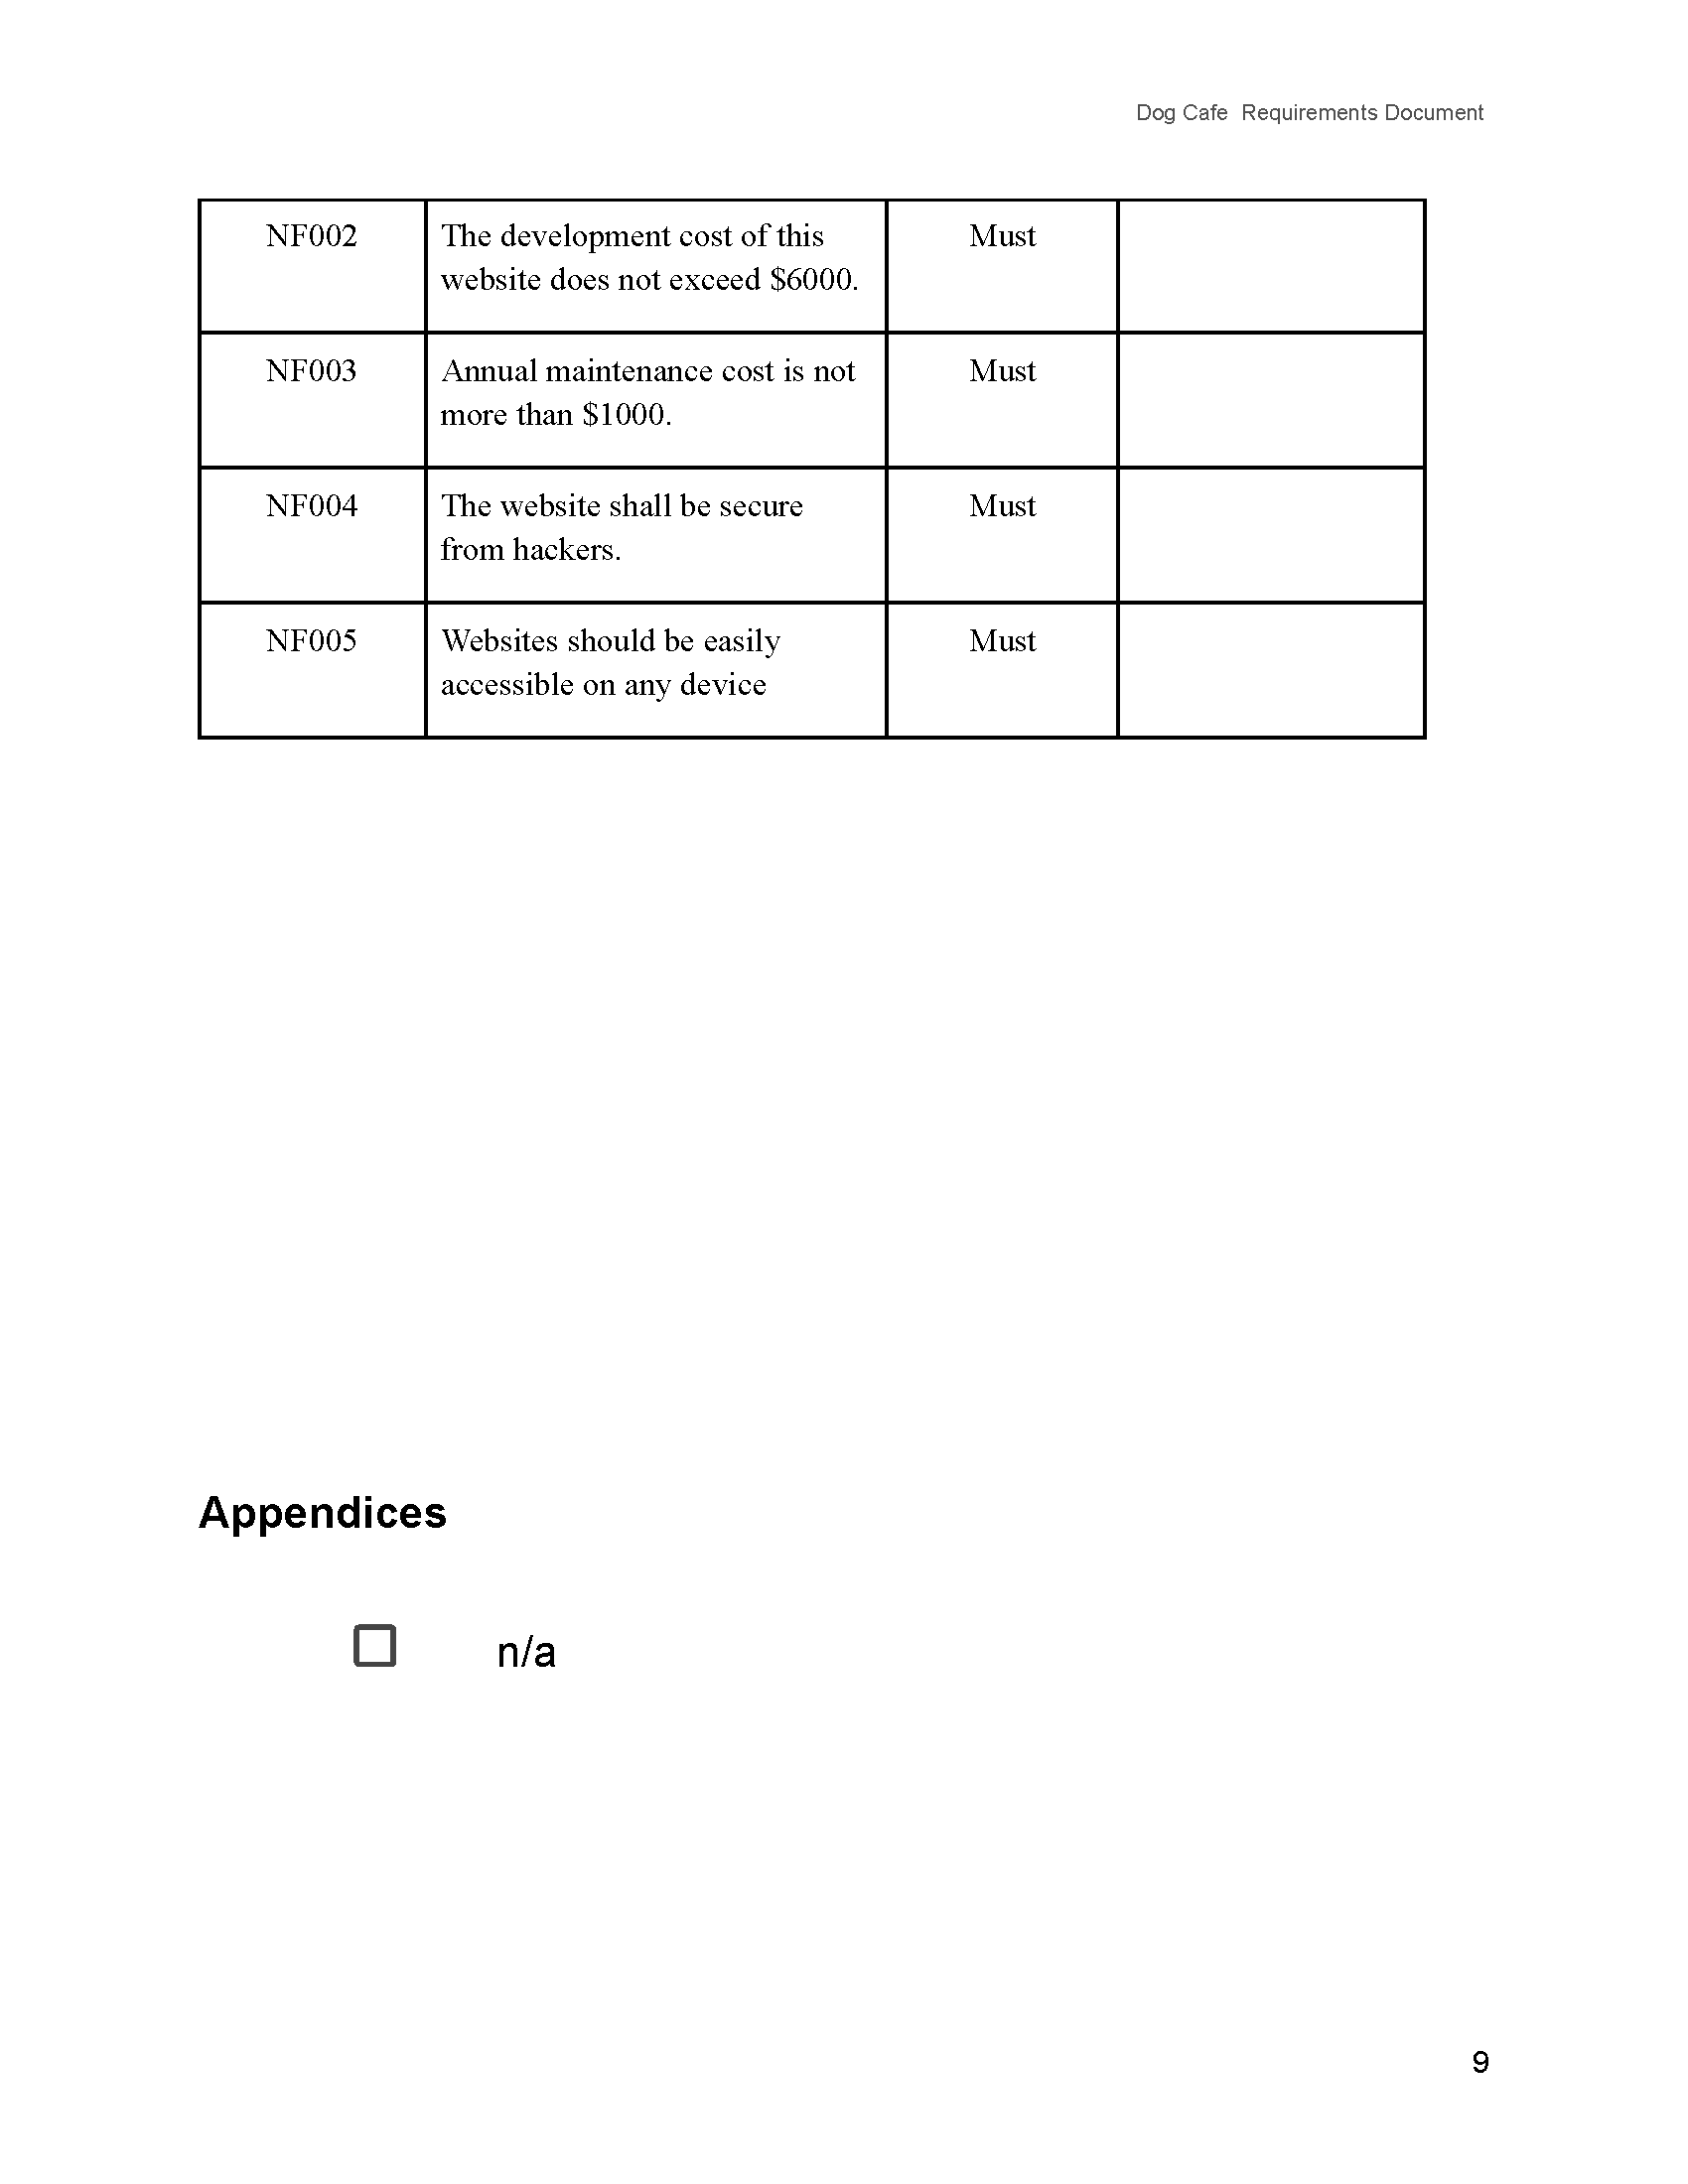 Dog Cafe  Requirements Document
NF002 The development cost of this Must
website does not exceed $6000.
NF003 Annual maintenance cost is not Must
more than $1000.
NF004 The website shall be secure Must
from hackers.
NF005 Websites should be easily Must
accessible on any device
Appendices
n/a
9